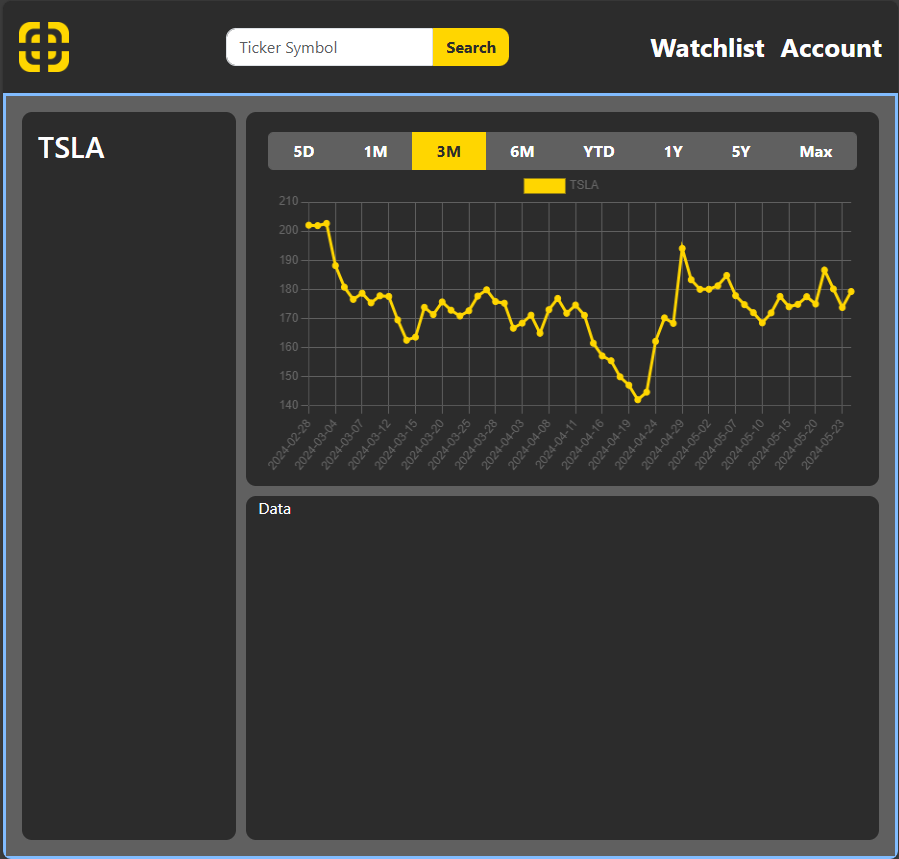 Ticker Symbol Search Watchlist Account
TSLA
5D 1M 3M 6M YTD 1Y 5Y Max
TSLA
210
200
190
180
170
160
150
140
2024-02-28 2024-03-04 2024-03-07 2024-03-12 2024-03-15 2024-03-20 2024-03-25 2024-03-28 2024-04-03 2024-04-08 2024-04-11 2024-04-16 2024-04-19 2024-04-24 2024-04-29 2024-05-02 2024-05-07 2024-05-10 2024-05-15 2024-05-20 2024-05-23
Data